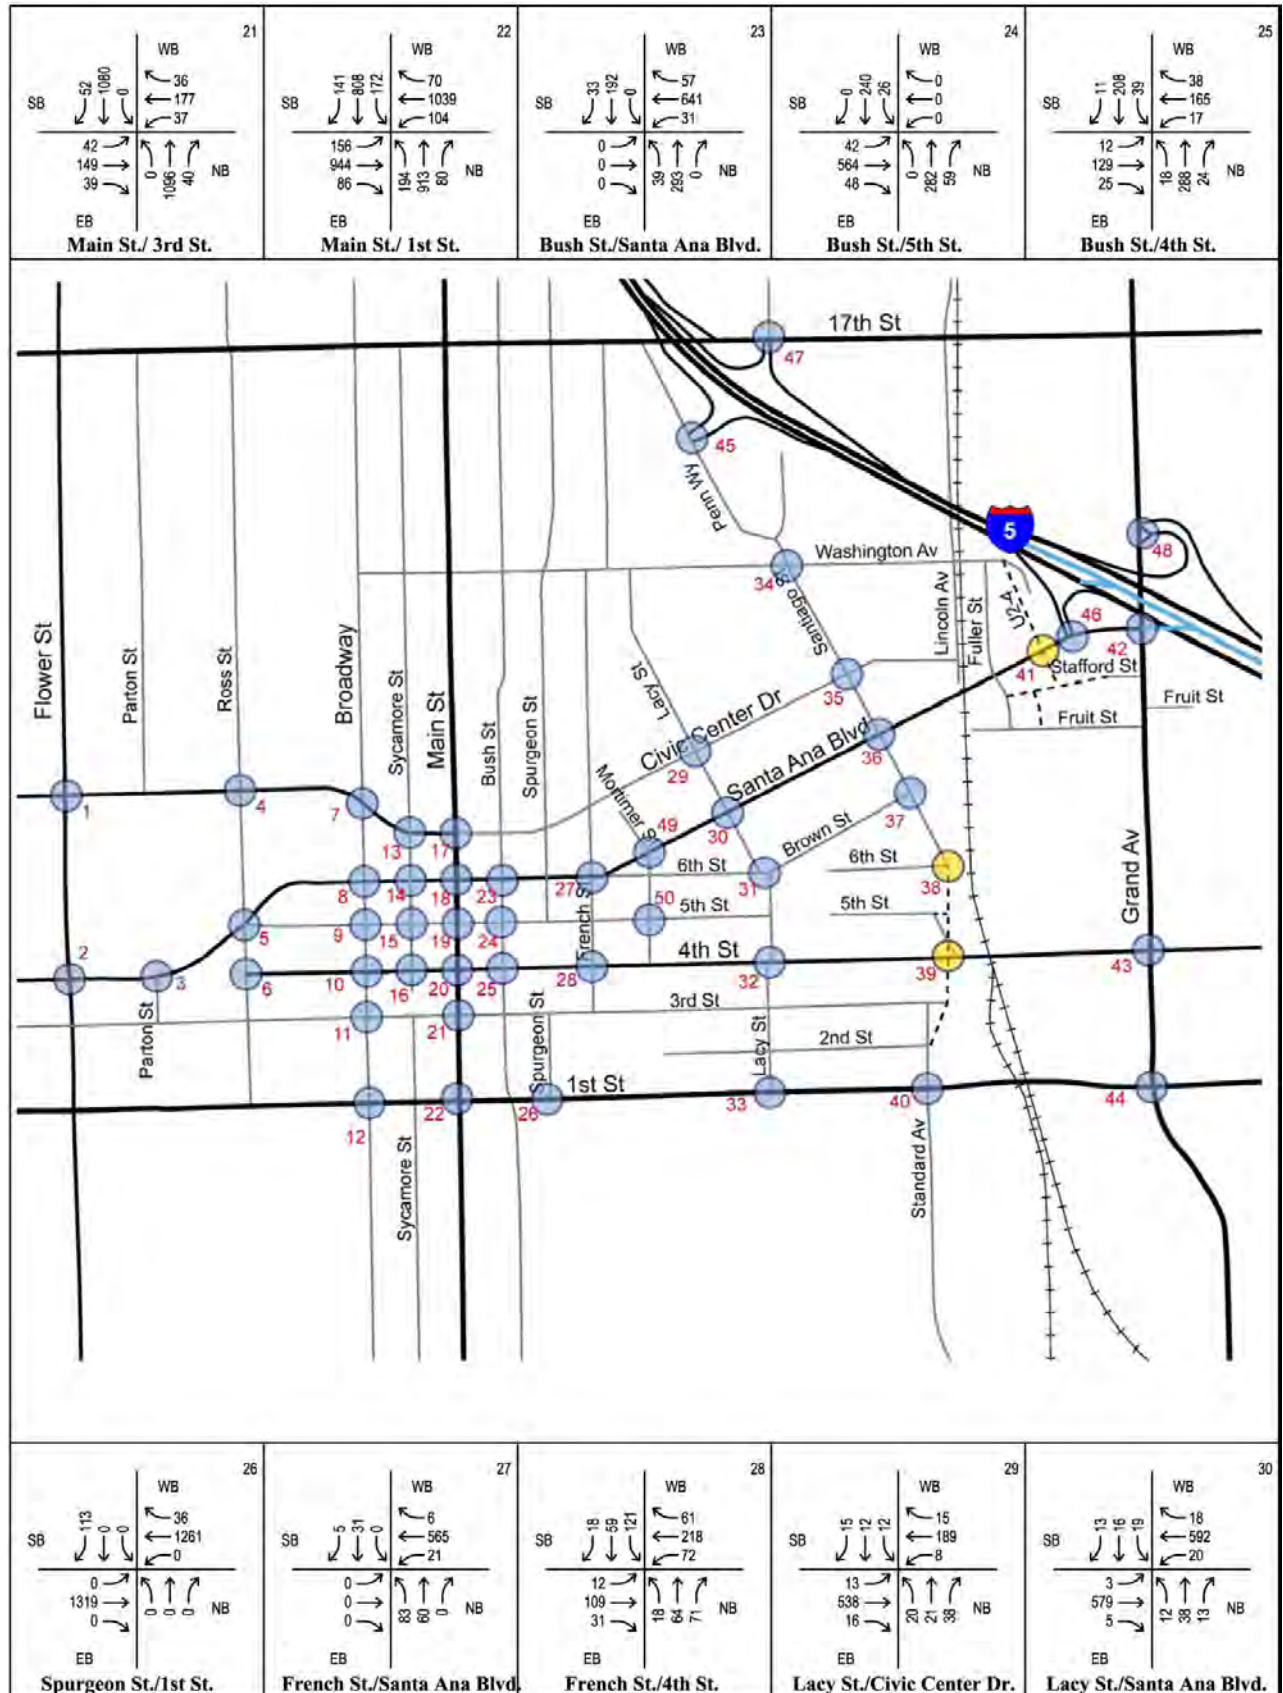 21
WB
36
177
37
SB
52
1080
0
42
149
39
0
1096
40
NB
EB
Main St./ 3rd St.
22
WB
70
1039
104
SB
141
808
172
156
944
86
194
913
80
NB
EB
Main St./ 1st St.
23
WB
57
641
31
SB
33
192
0
0
0
0
39
293
0
NB
EB
Bush St./Santa Ana Blvd.
24
WB
0
0
0
SB
0
240
26
42
564
48
0
282
59
NB
EB
Bush St./5th St.
25
WB
38
165
17
SB
11
208
39
12
129
25
18
288
24
NB
EB
Bush St./4th St.
17th St
47
45
Penn Wy
5
48
Washington Av
34
Santiago S
Lincoln Av
Fuller St
U2-A
46
42
41
Stafford St
Fruit St
Fruit St
Flower St
Parton St
Ross St
Broadway
Sycamore St
Main St
Bush St
Spurgeon St
Lacy St
Civic Center Dr
35
29
Santa Ana Blvd
36
Mortimer S
49
30
37
Brown St
1
4
7
13
17
6th St
6th St
8
14
18
23
27
31
38
50
5th St
5th St
5
9
15
19
24
French S
Grand Av
2
3
6
10
16
20
25
28
4th St
32
39
43
3rd St
11
21
Parton St
Spurgeon St
Lacy St
2nd St
1st St
12
22
26
33
40
44
Sycamore St
Standard Av
26
WB
36
1261
0
SB
113
0
0
0
1319
0
0
0
0
NB
EB
Spurgeon St./1st St.
27
WB
6
565
21
SB
5
31
0
0
0
0
83
60
0
NB
EB
French St./Santa Ana Blvd.
28
WB
61
218
72
SB
18
59
121
12
109
31
18
64
71
NB
EB
French St./4th St.
29
WB
15
189
8
SB
15
12
12
13
538
16
20
21
38
NB
EB
Lacy St./Civic Center Dr.
30
WB
18
592
20
SB
13
16
19
3
579
5
12
38
13
NB
EB
Lacy St./Santa Ana Blvd.